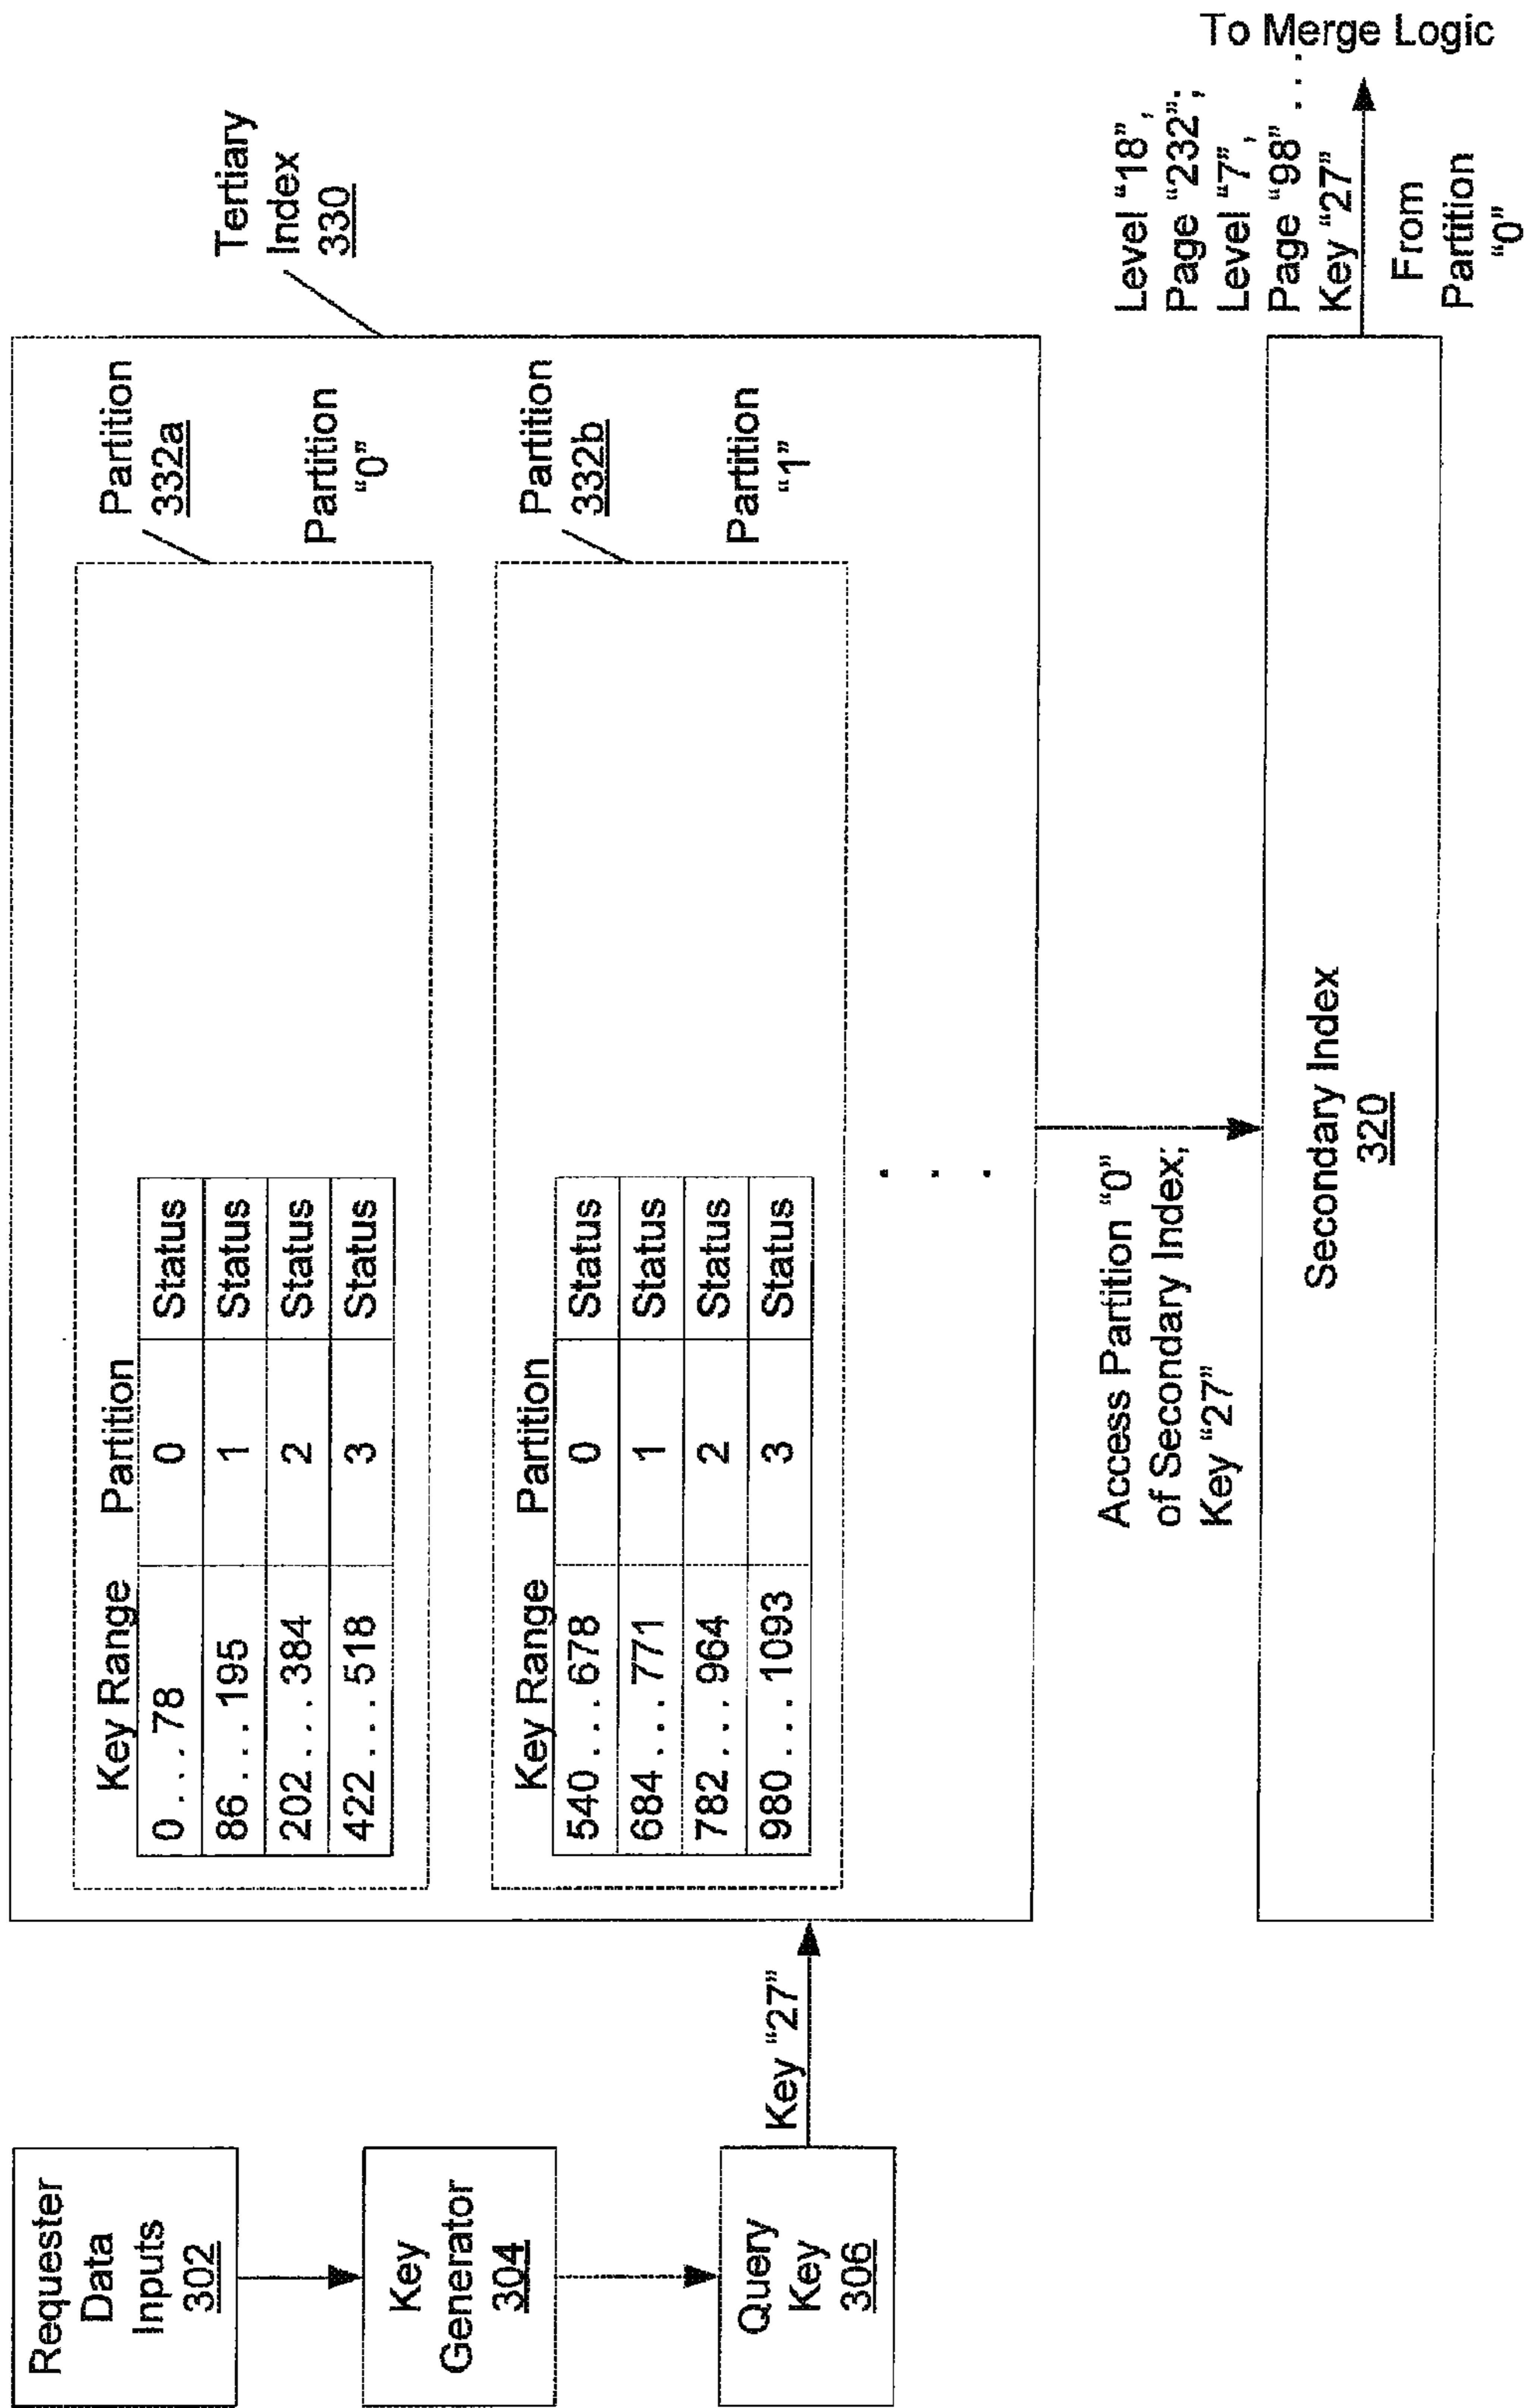 Requester
Data
Inputs
302
Key
Generator
304
Query
Key
306
Key “27”
Tertiary
Index
330
Partition
332a
Partition
“0”
Key Range Partition
0 . . . 78 0 Status
86 . . . 195 1 Status
202 . . . 384 2 Status
422 . . . 518 3 Status
Partition
332b
Partition
“1”
Key Range Partition
540 . . . 678 0 Status
684 . . . 771 1 Status
782 . . . 964 2 Status
980 . . . 1093 3 Status
. . .
Access Partition “0”
of Secondary Index;
Key “27”
Secondary Index
320
Level “18”,
Page “232”;
Level “7”,
Page “98” . . .
Key “27”
To Merge Logic
From
Partition
“0”